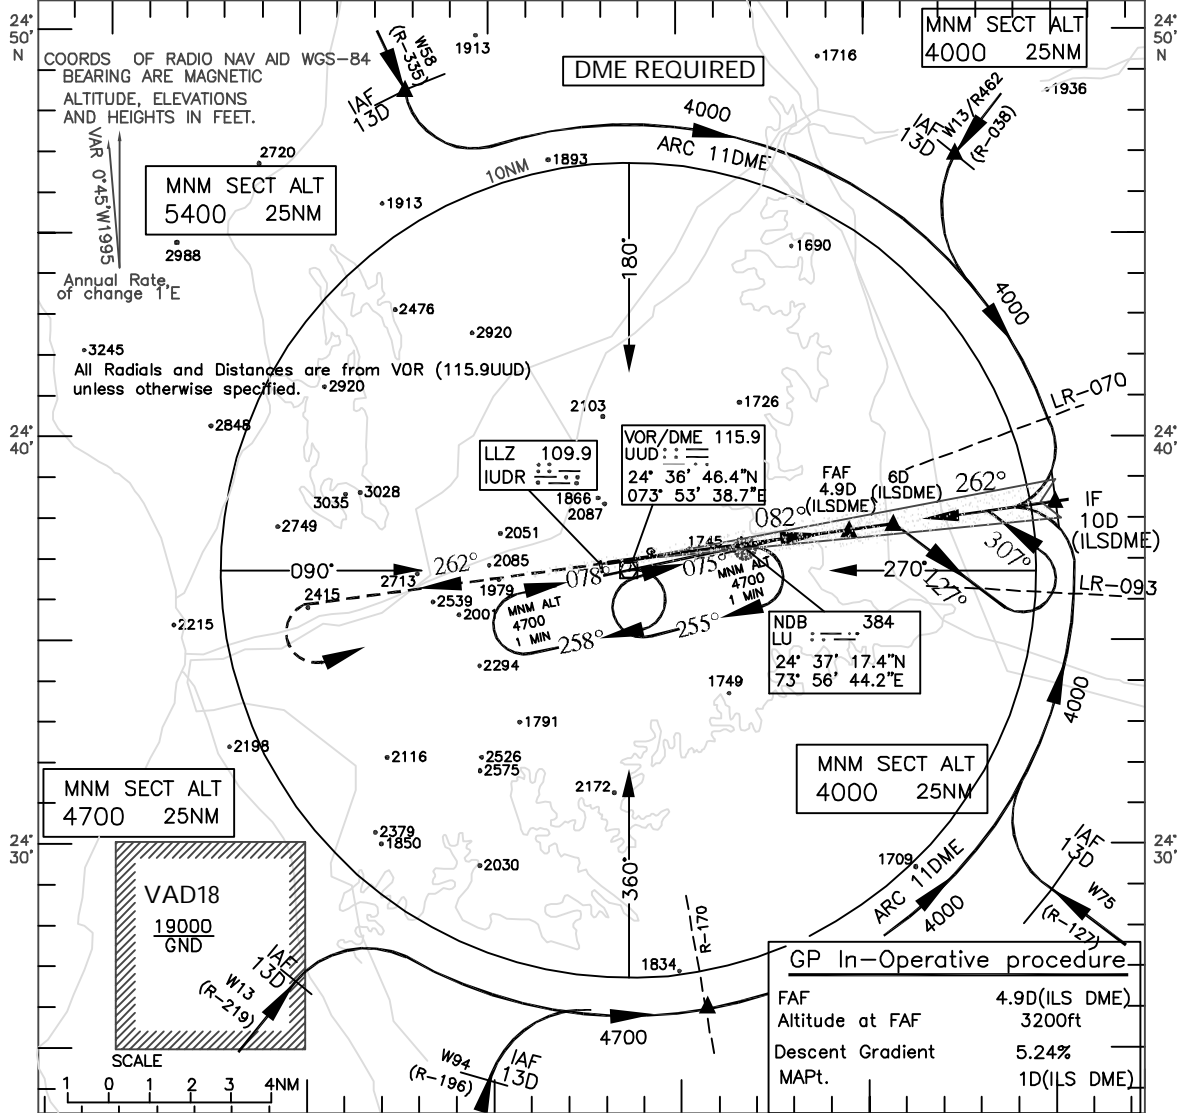 24°
50'
N
COORDS OF RADIO NAV AID WGS-84
BEARING ARE MAGNETIC
ALTITUDE, ELEVATIONS
AND HEIGHTS IN FEET.
VAR 0°45'W1995
Annual Rate
of change 1'E
1913
W58
(R-335)
IAF
13D
DME REQUIRED
1716
MNM SECT ALT
4000 25NM
24°
50'
N
1936
4000
ARC 11DME
W13/R462
(R-038)
IAF
13D
2720
MNM SECT ALT
5400 25NM
2988
10NM
1893
1913
180°
1690
4000
2476
2920
3245
All Radials and Distances are from VOR (115.9UUD)
unless otherwise specified.
2920
2848
2103
1726
LR-070
24°
40'
24°
40'
LLZ 109.9
IUDR
VOR/DME 115.9
UUD
24° 36' 46.4"N
073° 53' 38.7"E
FAF
4.9D
(ILSDME)
6D
(ILSDME)
262°
IF
10D
(ILSDME)
3035
3028
1866
2087
2749
2051
082°
1745
307°
262°
2085
090°
2713
1979
078°
075°
MNM ALT
4700
1 MIN
270°
127°
LR-093
2415
2539
2001
MNM ALT
4700
1 MIN
2215
258°
255°
NDB 384
LU
24° 37' 17.4"N
73° 56' 44.2"E
2294
1749
4000
1791
2198
2116
2526
2575
MNM SECT ALT
4000 25NM
MNM SECT ALT
4700 25NM
2172
2379
1850
24°
30'
24°
30'
2030
360°
1709
ARC 11DME
4000
IAF
13D
W75
(R-127)
VAD18
19000
GND
R-170
1834
IAF
13D
W13
(R-219)
4700
W94
(R-196)
IAF
13D
GP In-Operative procedure
FAF 4.9D(ILS DME)
Altitude at FAF 3200ft
Descent Gradient 5.24%
MAPt. 1D(ILS DME)
SCALE
1 0 1 2 3 4NM